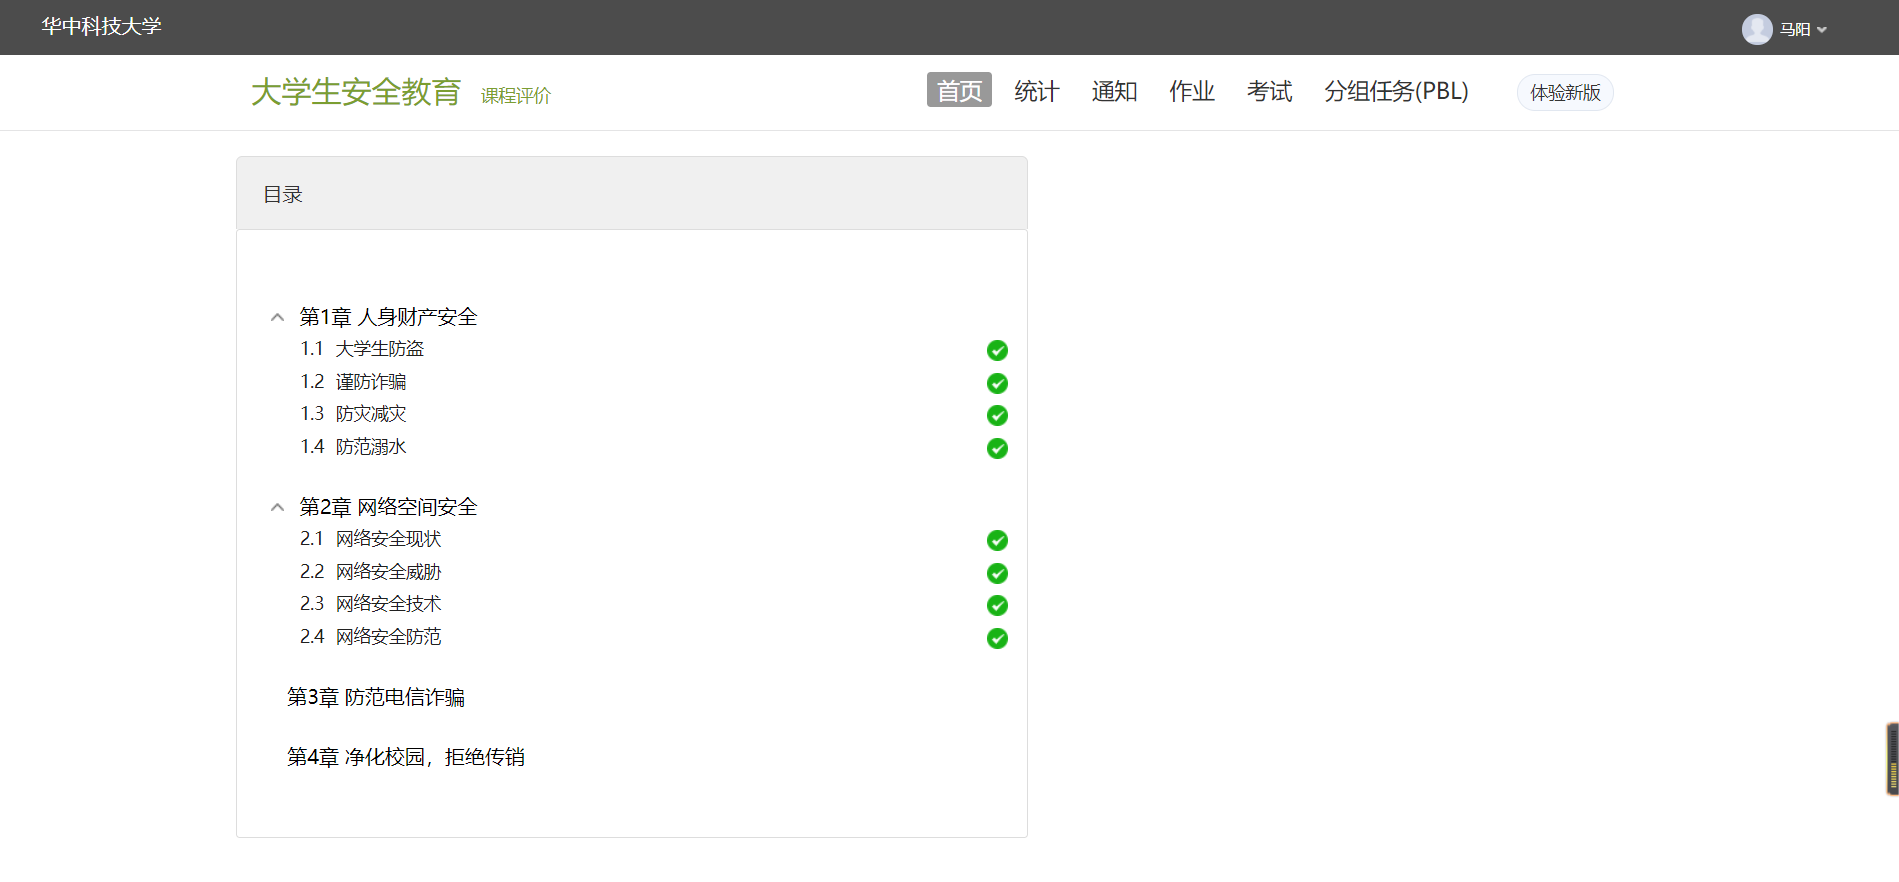 华中科技大学
马阳
大学生安全教育 课程评价
首页 统计 通知 作业 考试 分组任务(PBL) 体验新版
目录
第1章 人身财产安全
1.1 大学生防盗
1.2 谨防诈骗
1.3 防灾减灾
1.4 防范溺水
第2章 网络空间安全
2.1 网络安全现状
2.2 网络安全威胁
2.3 网络安全技术
2.4 网络安全防范
第3章 防范电信诈骗
第4章 净化校园，拒绝传销